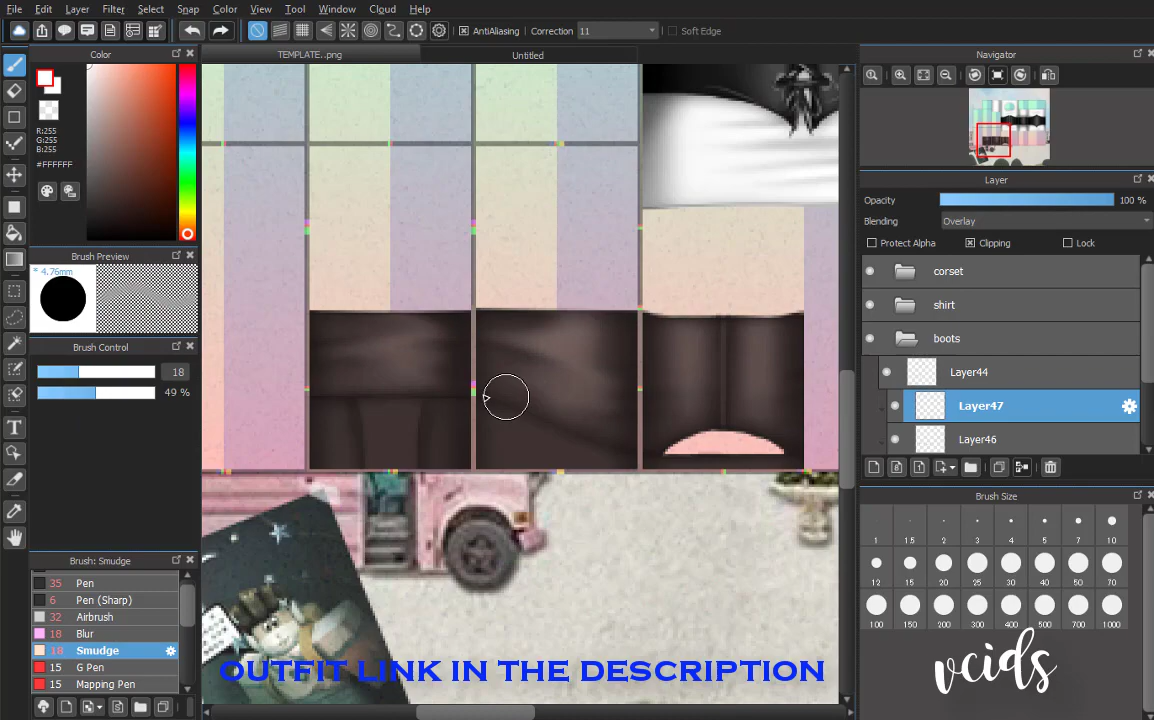 File Edit Layer Filter Select Snap Color View Tool Window Cloud Help
AntiAliasing Correction 11 Soft Edge
Color
TEMPLATE..png
Untitled
Navigator
R:255
G:255
B:255
#FFFFFF
Brush Preview
* 4.76mm
Brush Control
18
49 %
Brush: Smudge
35 Pen
6 Pen (Sharp)
32 Airbrush
18 Blur
18 Smudge
15 G Pen
15 Mapping Pen
Layer
Opacity 100 %
Blending Overlay
Protect Alpha Clipping Lock
corset
shirt
boots
Layer44
Layer47
Layer46
Brush Size
1 1.5 2 3 4 5 7 10
12 15 20 25 30 40 50 70
100 150 200 300 400 500 700 1000
OUTFIT LINK IN THE DESCRIPTION
vcids